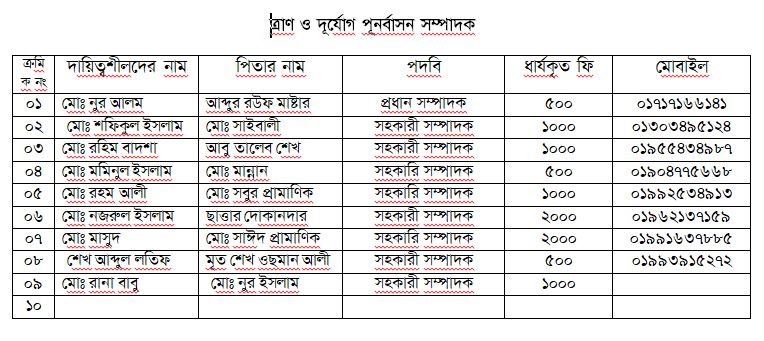 ত্রাণ ও দূর্যোগ পূনর্বাসন সম্পাদক
ক্রমিক নং দায়িত্বশীলদের নাম পিতার নাম পদবি ধার্যকৃত ফি মোবাইল
০১ মোঃ নুর আলম আব্দুর রউফ মাষ্টার প্রধান সম্পাদক ৫০০ ০১৭১৭১৬৬১৪১
০২ মোঃ শফিকুল ইসলাম মোঃ সাইবালী সহকারী সম্পাদক ১০০০ ০১৩০৩৪৯৫১২৪
০৩ মোঃ রহিম বাদশা আবু তালেব শেখ সহকারী সম্পাদক ১০০০ ০১৯৫৫৪৩৪৯৮৭
০৪ মোঃ মমিনুল ইসলাম মোঃ মান্নান সহকারি সম্পাদক ৫০০ ০১৯০৪৭৭৫৬৬৮
০৫ মোঃ রহম আলী মোঃ সবুর প্রামাণিক সহকারী সম্পাদক ১০০০ ০১৯৯২৫৩৪৯১৩
০৬ মোঃ নজরুল ইসলাম ছাত্তার দোকানদার সহকারী সম্পাদক ২০০০ ০১৯৬২১৩৭১৫৯
০৭ মোঃ মাসুদ মোঃ সাঈদ প্রামাণিক সহকারি সম্পাদক ২০০০ ০১৯৯১৬৩৭৮৮৫
০৮ শেখ আব্দুল লতিফ মৃত শেখ ওছমান আলী সহকারী সম্পাদক ৫০০ ০১৯৯৩৯১৫২৭২
০৯ মোঃ রানা বাবু মোঃ নুর ইসলাম সহকারী সম্পাদক ১০০০
১০